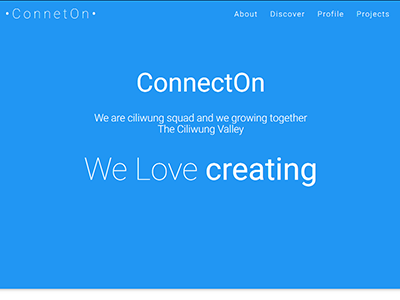 •ConnetOn•
About Discover Profile Projects
ConnectOn
We are ciliwung squad and we growing together
The Ciliwung Valley
We Love creating